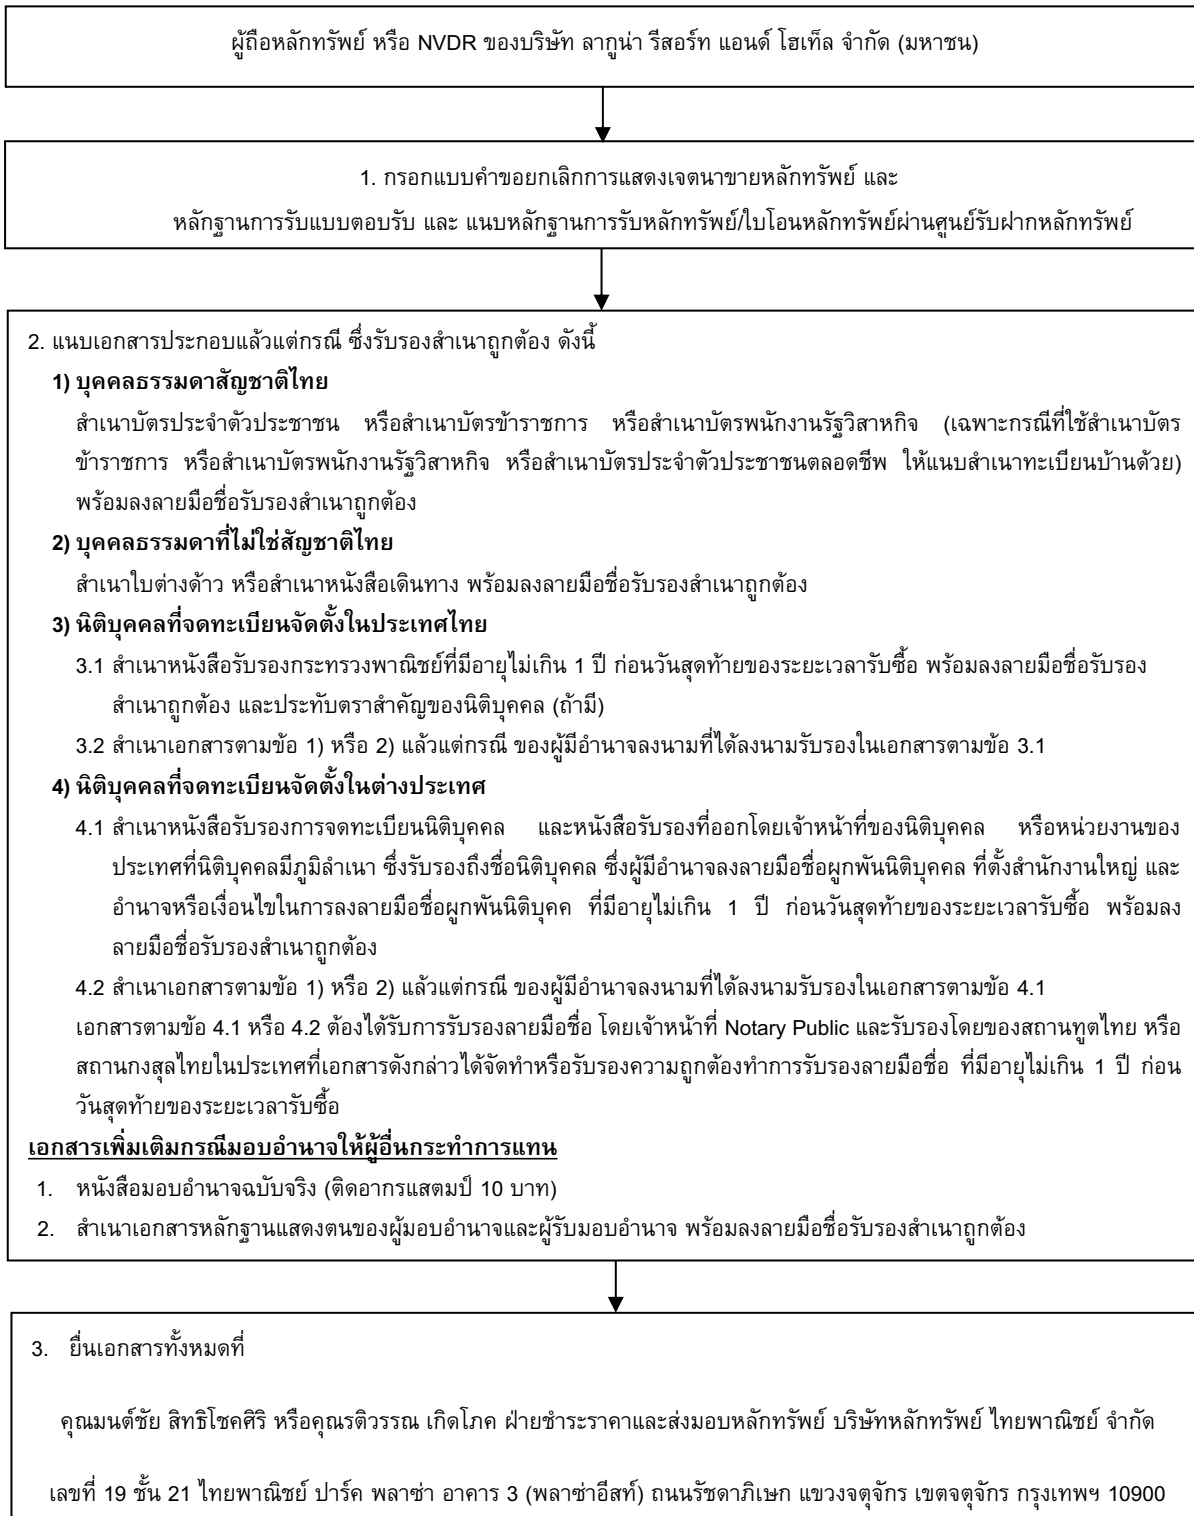 ผู้ถือหลักทรัพย์ หรือ NVDR ของบริษัท ลากูน่า รีสอร์ท แอนด์ โฮเท็ล จำกัด (มหาชน)
1. กรอกแบบคำขอยกเลิกการแสดงเจตนาขายหลักทรัพย์ และ
หลักฐานการรับแบบตอบรับ และ แนบหลักฐานการรับหลักทรัพย์/ใบโอนหลักทรัพย์ผ่านศูนย์รับฝากหลักทรัพย์
2. แนบเอกสารประกอบแล้วแต่กรณี ซึ่งรับรองสำเนาถูกต้อง ดังนี้
1) บุคคลธรรมดาสัญชาติไทย
สำเนาบัตรประจำตัวประชาชน หรือสำเนาบัตรข้าราชการ หรือสำเนาบัตรพนักงานรัฐวิสาหกิจ (เฉพาะกรณีที่ใช้สำเนาบัตร
ข้าราชการ หรือสำเนาบัตรพนักงานรัฐวิสาหกิจ หรือสำเนาบัตรประจำตัวประชาชนตลอดชีพ ให้แนบสำเนาทะเบียนบ้านด้วย)
พร้อมลงลายมือชื่อรับรองสำเนาถูกต้อง
2) บุคคลธรรมดาที่ไม่ใช่สัญชาติไทย
สำเนาใบต่างด้าว หรือสำเนาหนังสือเดินทาง พร้อมลงลายมือชื่อรับรองสำเนาถูกต้อง
3) นิติบุคคลที่จดทะเบียนจัดตั้งในประเทศไทย
3.1 สำเนาหนังสือรับรองกระทรวงพาณิชย์ที่มีอายุไม่เกิน 1 ปี ก่อนวันสุดท้ายของระยะเวลารับซื้อ พร้อมลงลายมือชื่อรับรอง
สำเนาถูกต้อง และประทับตราสำคัญของนิติบุคคล (ถ้ามี)
3.2 สำเนาเอกสารตามข้อ 1) หรือ 2) แล้วแต่กรณี ของผู้มีอำนาจลงนามที่ได้ลงนามรับรองในเอกสารตามข้อ 3.1
4) นิติบุคคลที่จดทะเบียนจัดตั้งในต่างประเทศ
4.1 สำเนาหนังสือรับรองการจดทะเบียนนิติบุคคล และหนังสือรับรองที่ออกโดยเจ้าหน้าที่ของนิติบุคคล หรือหน่วยงานของ
ประเทศที่นิติบุคคลมีภูมิลำเนา ซึ่งรับรองถึงชื่อนิติบุคคล ซึ่งผู้มีอำนาจลงลายมือชื่อผูกพันนิติบุคคล ที่ตั้งสำนักงานใหญ่ และ
อำนาจหรือเงื่อนไขในการลงลายมือชื่อผูกพันนิติบุคค ที่มีอายุไม่เกิน 1 ปี ก่อนวันสุดท้ายของระยะเวลารับซื้อ พร้อมลง
ลายมือชื่อรับรองสำเนาถูกต้อง
4.2 สำเนาเอกสารตามข้อ 1) หรือ 2) แล้วแต่กรณี ของผู้มีอำนาจลงนามที่ได้ลงนามรับรองในเอกสารตามข้อ 4.1
เอกสารตามข้อ 4.1 หรือ 4.2 ต้องได้รับการรับรองลายมือชื่อ โดยเจ้าหน้าที่ Notary Public และรับรองโดยของสถานทูตไทย หรือ
สถานกงสุลไทยในประเทศที่เอกสารดังกล่าวได้จัดทำหรือรับรองความถูกต้องทำการรับรองลายมือชื่อ ที่มีอายุไม่เกิน 1 ปี ก่อน
วันสุดท้ายของระยะเวลารับซื้อ
เอกสารเพิ่มเติมกรณีมอบอำนาจให้ผู้อื่นกระทำการแทน
1. หนังสือมอบอำนาจฉบับจริง (ติดอากรแสตมป์ 10 บาท)
2. สำเนาเอกสารหลักฐานแสดงตนของผู้มอบอำนาจและผู้รับมอบอำนาจ พร้อมลงลายมือชื่อรับรองสำเนาถูกต้อง
3. ยื่นเอกสารทั้งหมดที่
คุณมนต์ชัย สิทธิโชคศิริ หรือคุณรติวรรณ เกิดโภค ฝ่ายชำระราคาและส่งมอบหลักทรัพย์ บริษัทหลักทรัพย์ ไทยพาณิชย์ จำกัด
เลขที่ 19 ชั้น 21 ไทยพาณิชย์ ปาร์ค พลาซ่า อาคาร 3 (พลาซ่าอีสท์) ถนนรัชดาภิเษก แขวงจตุจักร เขตจตุจักร กรุงเทพฯ 10900